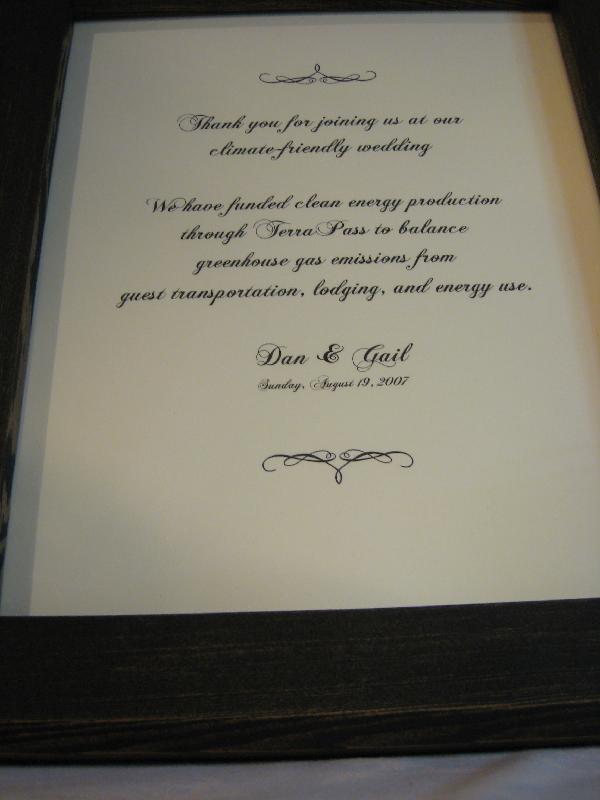 Thank you for joining us at our
climate-friendly wedding
We have funded clean energy production
through TerraPass to balance
greenhouse gas emissions from
guest transportation, lodging, and energy use.
Dan & Gail
Sunday, August 19, 2007